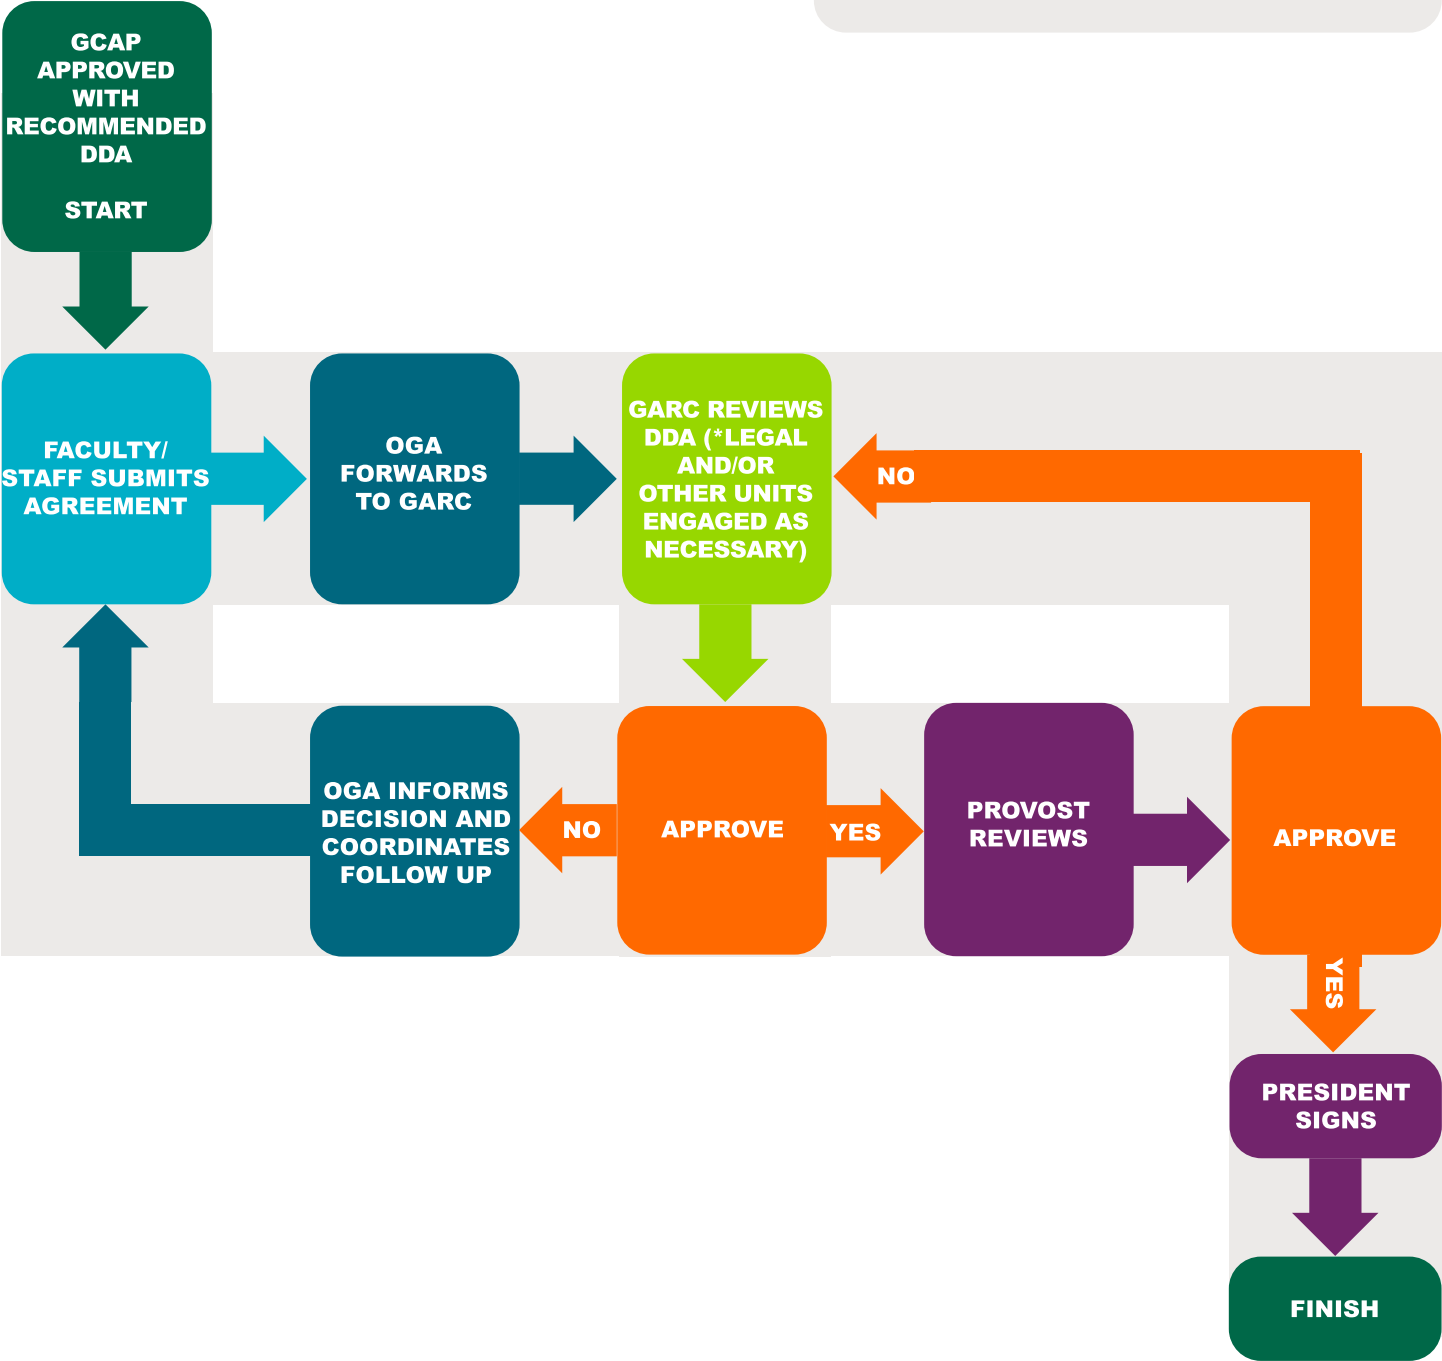 GCAP
APPROVED
WITH
RECOMMENDED
DDA
START
FACULTY/
STAFF SUBMITS
AGREEMENT
OGA
FORWARDS
TO GARC
GARC REVIEWS
DDA (*LEGAL
AND/OR
OTHER UNITS
ENGAGED AS
NECESSARY)
NO
OGA INFORMS
DECISION AND
COORDINATES
FOLLOW UP
NO
APPROVE
YES
PROVOST
REVIEWS
APPROVE
YES
PRESIDENT
SIGNS
FINISH